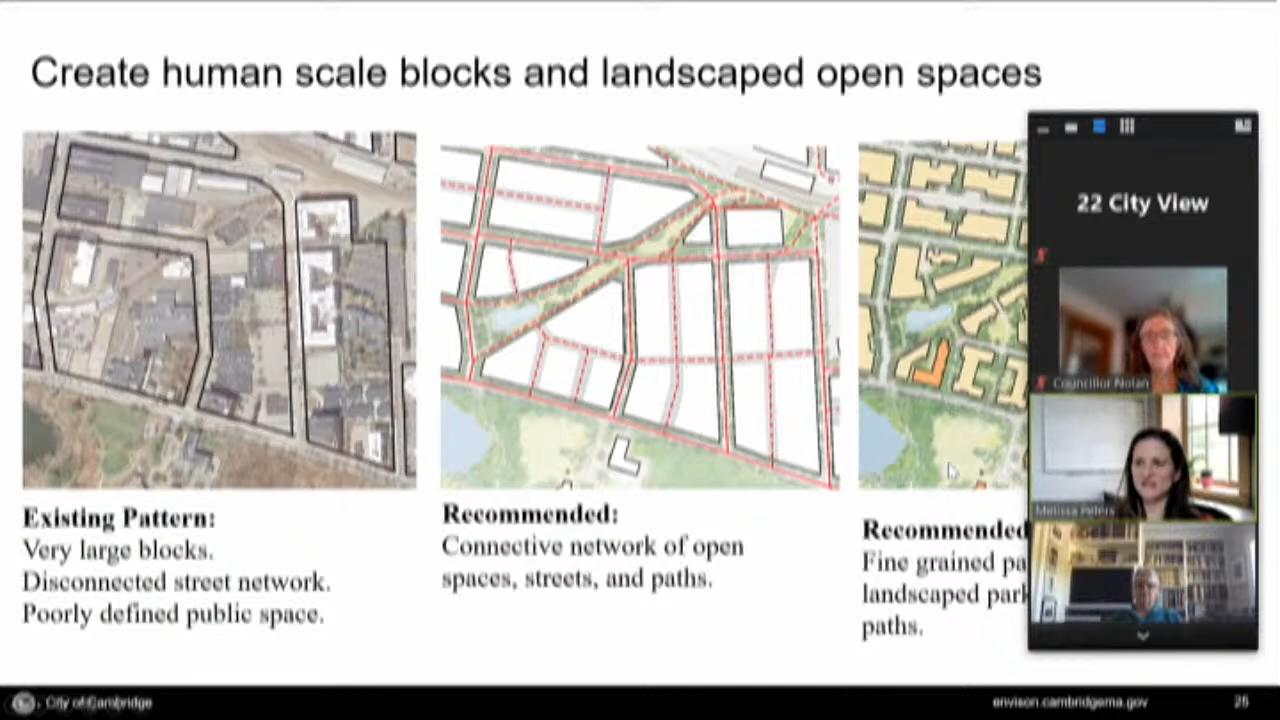 Create human scale blocks and landscaped open spaces
22 City View
Councillor Nolan
Melissa Peters
Existing Pattern:
Very large blocks.
Disconnected street network.
Poorly defined public space.
Recommended:
Connective network of open
spaces, streets, and paths.
Recommended
Fine grained pa
landscaped park
paths.
City of Cambridge
envison.cambridgema.gov